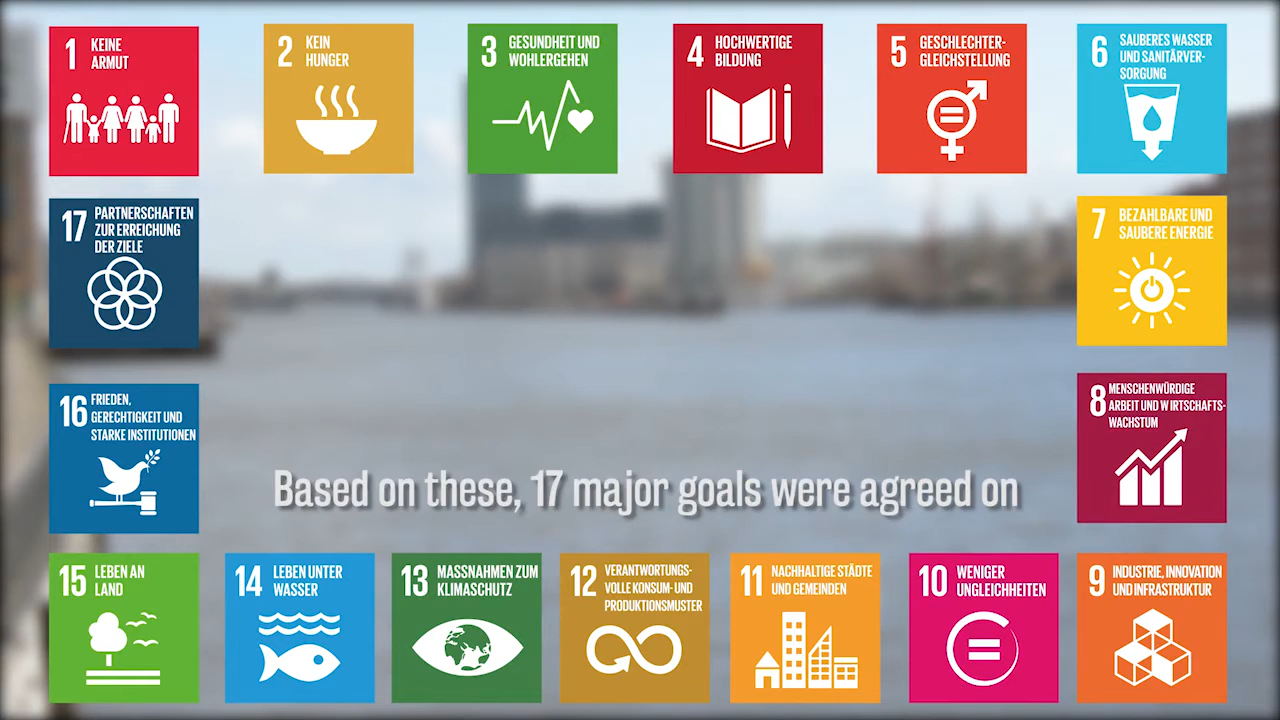 1 KEINE
ARMUT
2 KEIN
HUNGER
3 GESUNDHEIT UND
WOHLERGEHEN
4 HOCHWERTIGE
BILDUNG
5 GESCHLECHTER-
GLEICHSTELLUNG
6 SAUBERES WASSER
UND SANITÄRVER-
SORGUNG
17 PARTNERSCHAFTEN
ZUR ERREICHUNG
DER ZIELE
7 BEZAHLBARE UND
SAUBERE ENERGIE
16 FRIEDEN,
GERECHTIGKEIT UND
STARKE INSTITUTIONEN
8 MENSCHENWÜRDIGE
ARBEIT UND WIRTSCHAFTS-
WACHSTUM
Based on these, 17 major goals were agreed on
15 LEBEN AN
LAND
14 LEBEN UNTER
WASSER
13 MASSNAHMEN ZUM
KLIMASCHUTZ
12 VERANTWORTUNGS-
VOLLE KONSUM- UND
PRODUKTIONSMUSTER
11 NACHHALTIGE STÄDTE
UND GEMEINDEN
10 WENIGER
UNGLEICHHEITEN
9 INDUSTRIE, INNOVATION
UND INFRASTRUKTUR